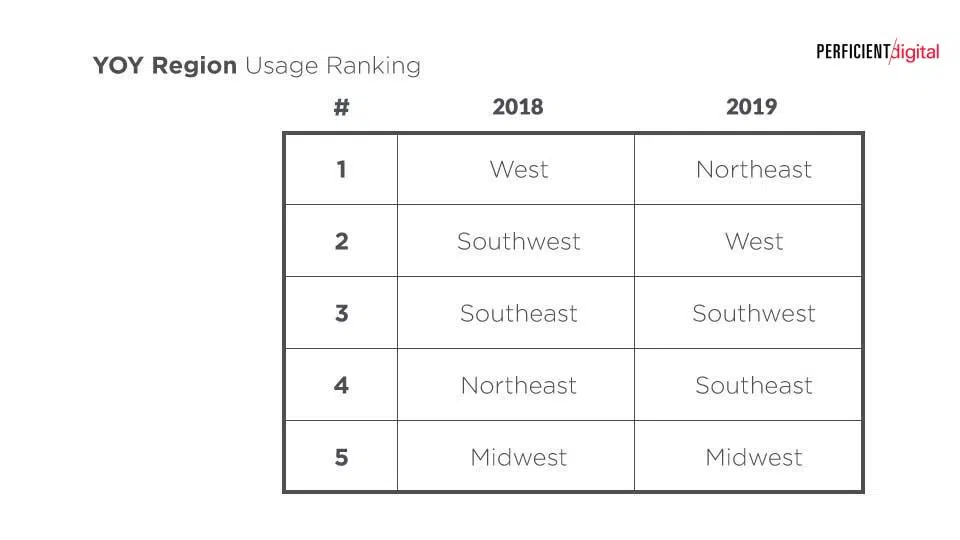 PERFICIENT/digital
YOY Region Usage Ranking
# 2018 2019
1 West Northeast
2 Southwest West
3 Southeast Southwest
4 Northeast Southeast
5 Midwest Midwest